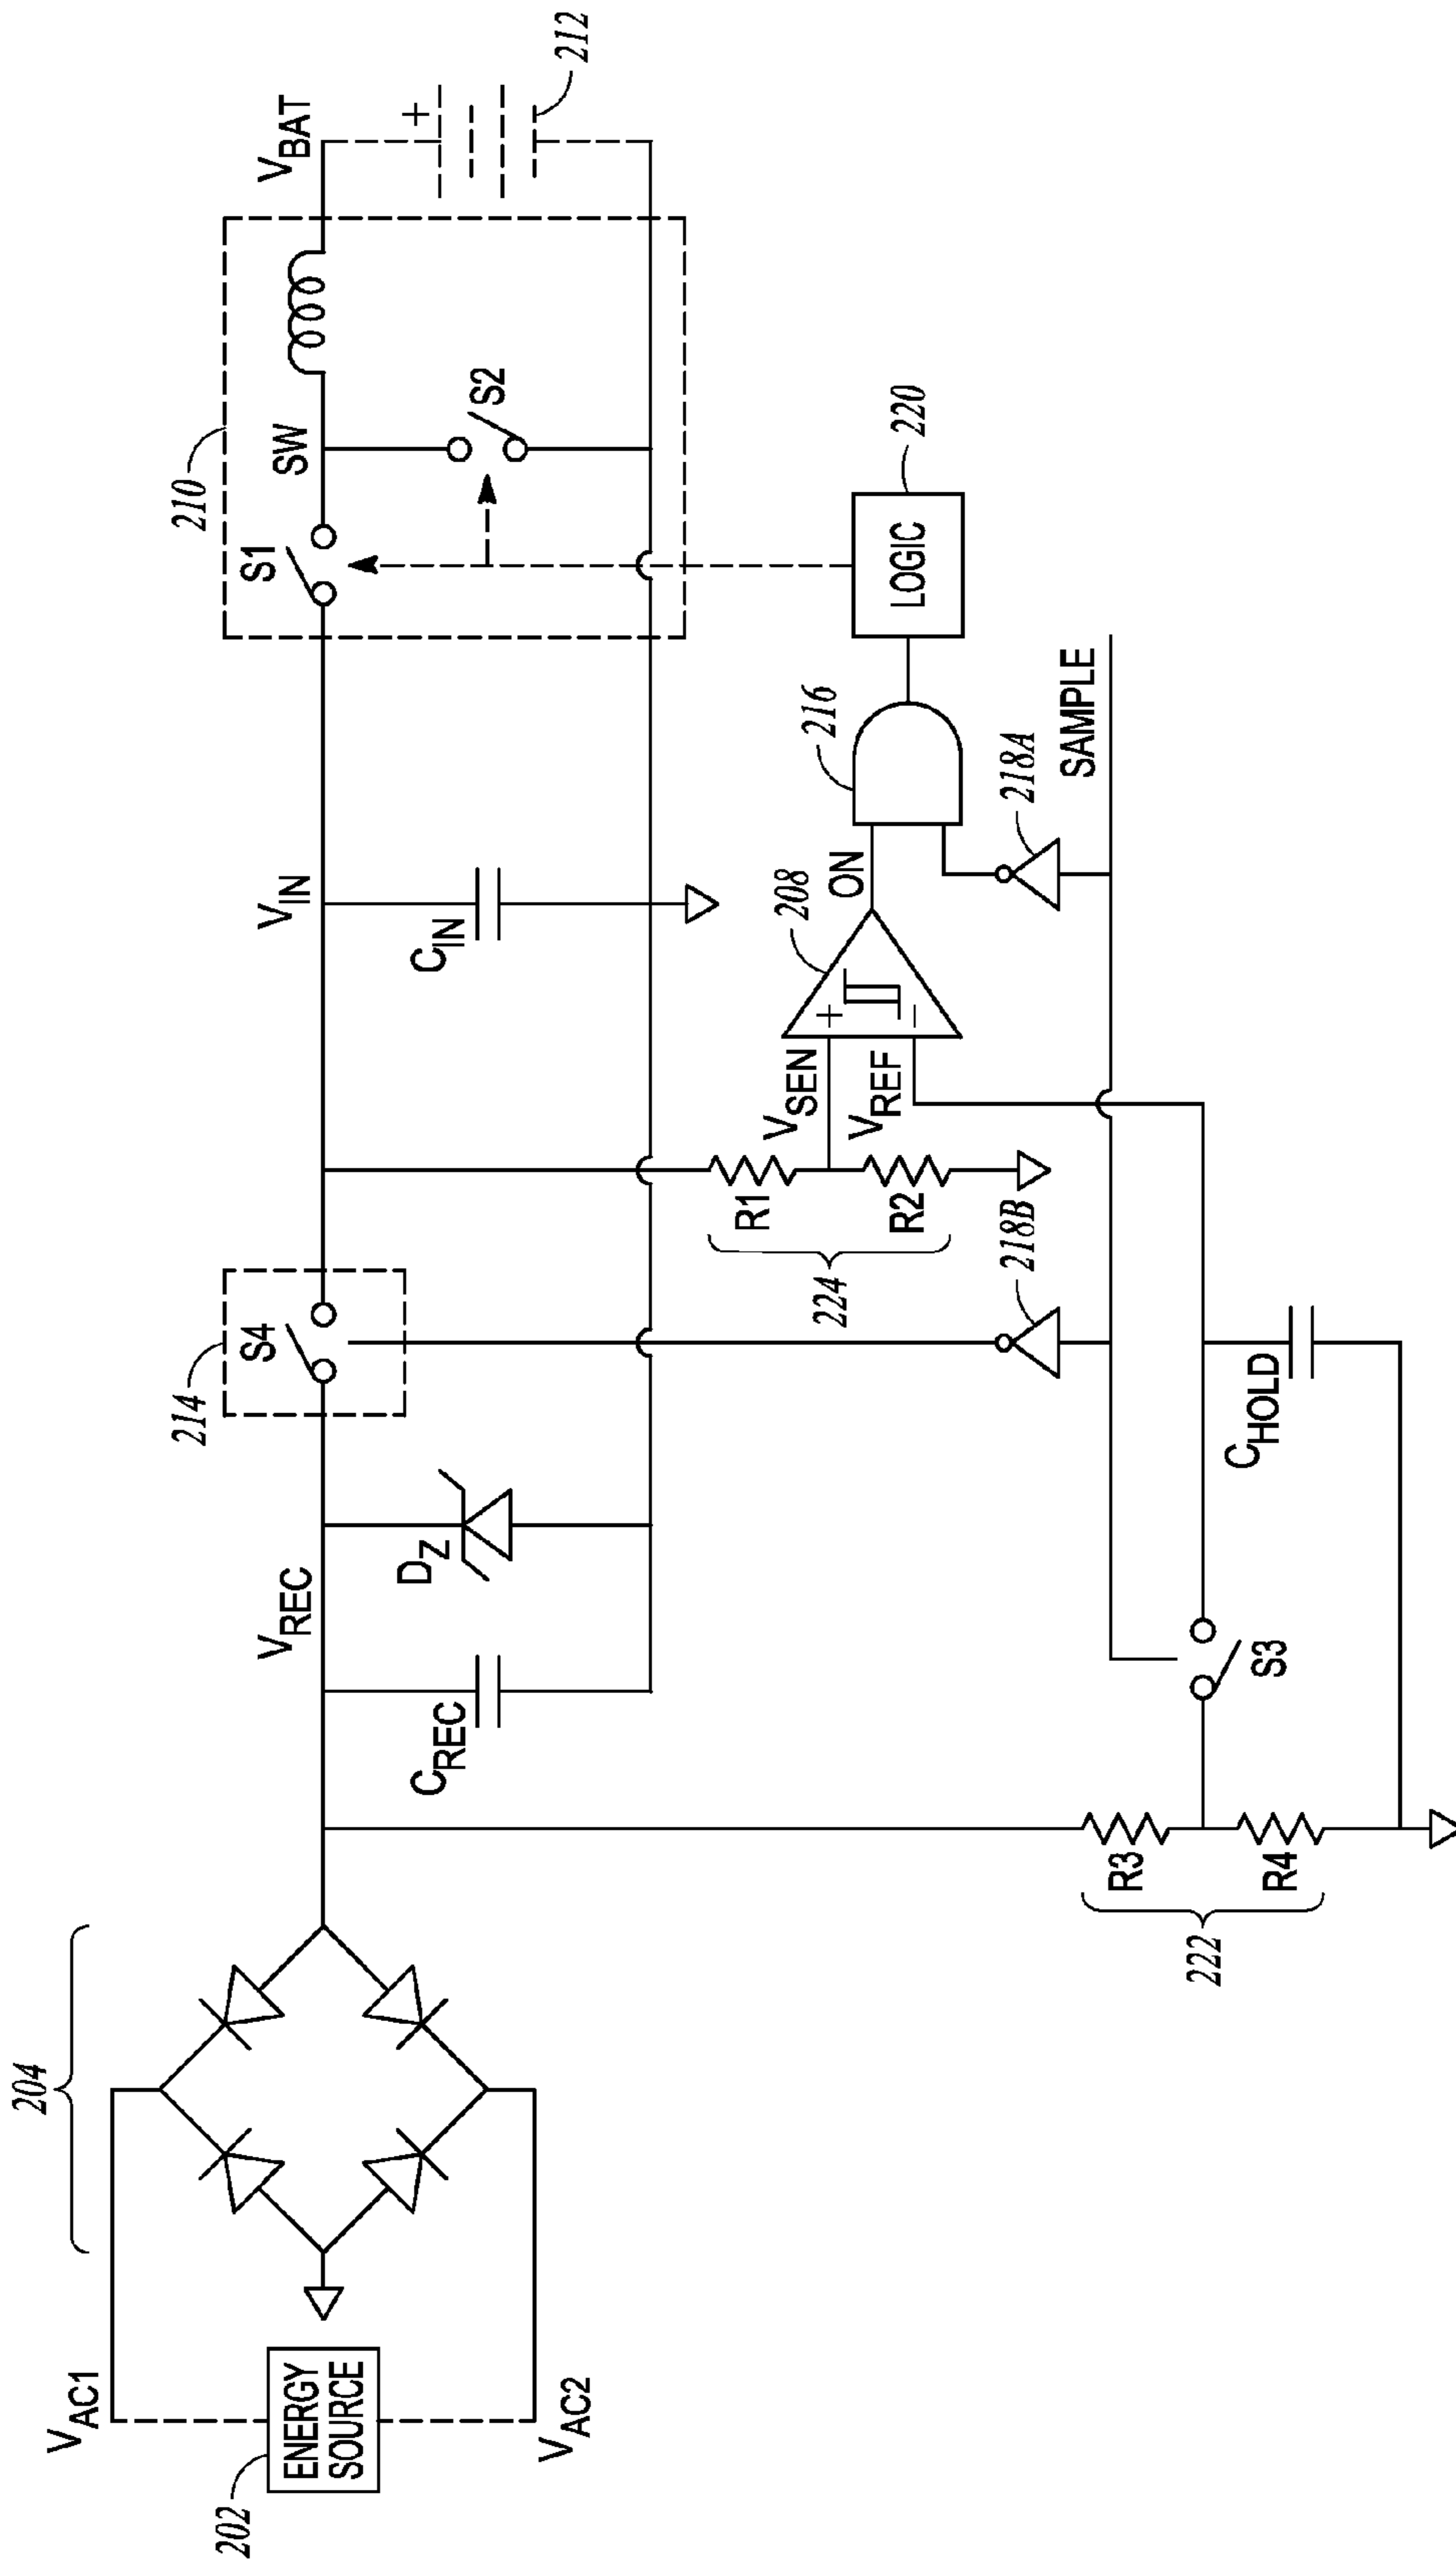 204
202
ENERGY
SOURCE
VAC1
VAC2
VREC
CREC
DZ
214
S4
VIN
CIN
210
S1
SW
S2
VBAT
+
212
R1
R2
224
VSEN
VREF
+
−
208
ON
216
LOGIC
220
218A
218B
SAMPLE
R3
R4
222
S3
CHOLD